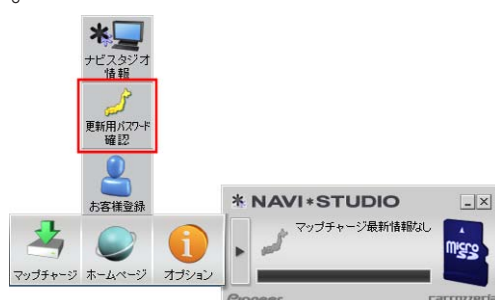 ナビスタジオ
情報
更新用パスワード
確認
お客様登録
マップチャージ ホームページ オプション
NAVI*STUDIO
マップチャージ最新情報なし
micro
SD
Pioneer carrozzeria